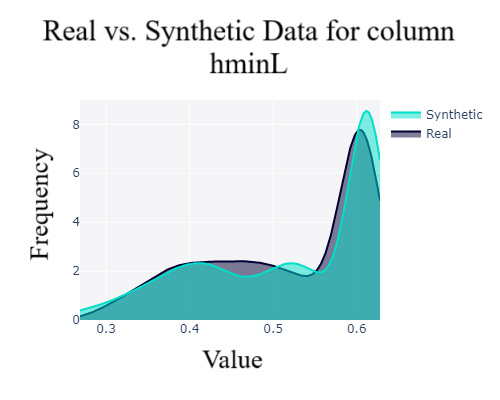 Real vs. Synthetic Data for column
hminL
Synthetic
Real
Frequency
8
6
4
2
0
0.3 0.4 0.5 0.6
Value